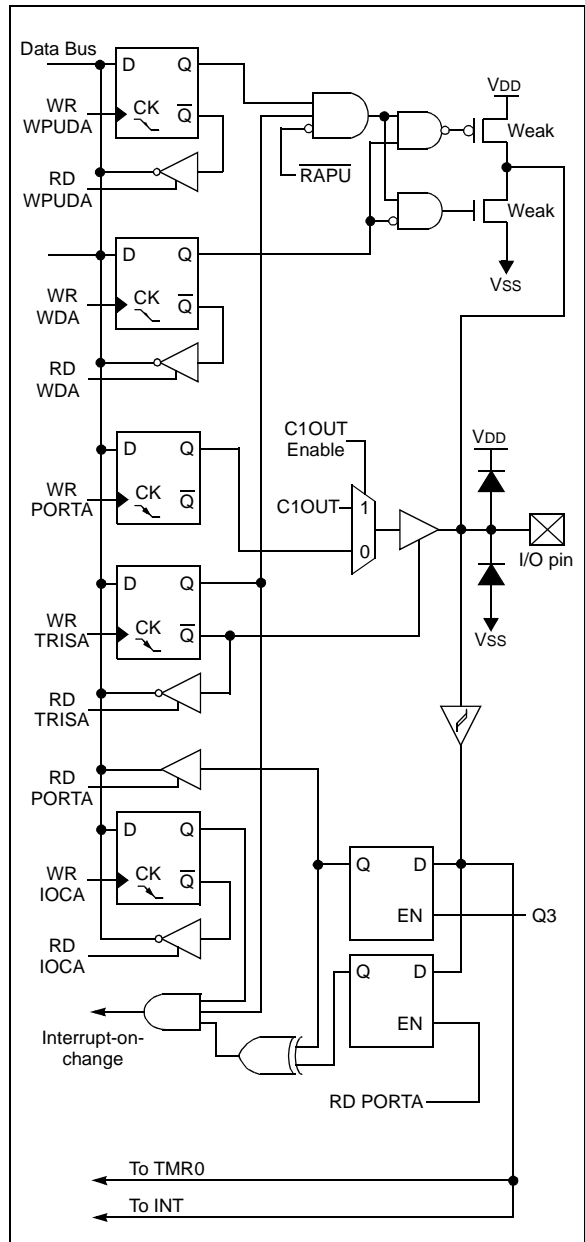 Data Bus
D Q
VDD
WR
WPUDA
CK Q̅
Weak
RD
WPUDA
R̅A̅P̅U̅
Weak
D Q
VSS
WR
WDA
CK Q̅
RD
WDA
C1OUT
Enable
VDD
D Q
WR
PORTA
CK Q̅
C1OUT
1
0
I/O pin
D Q
WR
TRISA
CK Q̅
VSS
RD
TRISA
RD
PORTA
D Q
WR
IOCA
CK Q̅
Q D
EN
Q3
RD
IOCA
Q D
EN
Interrupt-on-
change
RD PORTA
To TMR0
To INT